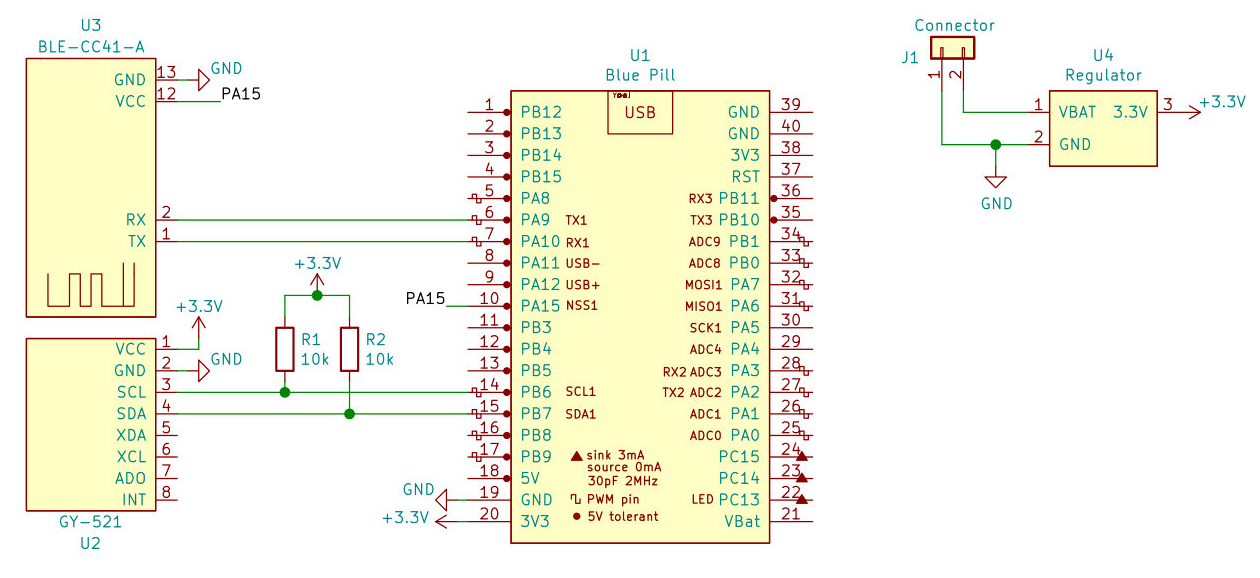 U3
BLE-CC41-A
GND 13 GND
VCC 12 PA15
RX 2
TX 1
+3.3V
VCC 1
GND 2 GND
SCL 3
SDA 4
XDA 5
XCL 6
ADO 7
INT 8
GY-521
U2
+3.3V
R1
10k
R2
10k
U1
Blue Pill
USB
1 PB12
2 PB13
3 PB14
4 PB15
5 PA8
6 PA9 TX1
7 PA10 RX1
8 PA11 USB-
9 PA12 USB+
PA15 10 PA15 NSS1
11 PB3
12 PB4
13 PB5
14 PB6 SCL1
15 PB7 SDA1
16 PB8
17 PB9
18 5V
GND 19 GND
+3.3V 20 3V3
sink 3mA
source 0mA
30pF 2MHz
PWM pin
5V tolerant
GND 39
GND 40
3V3 38
RST 37
RX3 PB11 36
TX3 PB10 35
ADC9 PB1 34
ADC8 PB0 33
MOSI1 PA7 32
MISO1 PA6 31
SCK1 PA5 30
ADC4 PA4 29
RX2 ADC3 PA3 28
TX2 ADC2 PA2 27
ADC1 PA1 26
ADC0 PA0 25
PC15 24
PC14 23
LED PC13 22
VBat 21
Connector
J1
1
2
GND
U4
Regulator
1 VBAT 3.3V 3 +3.3V
2 GND